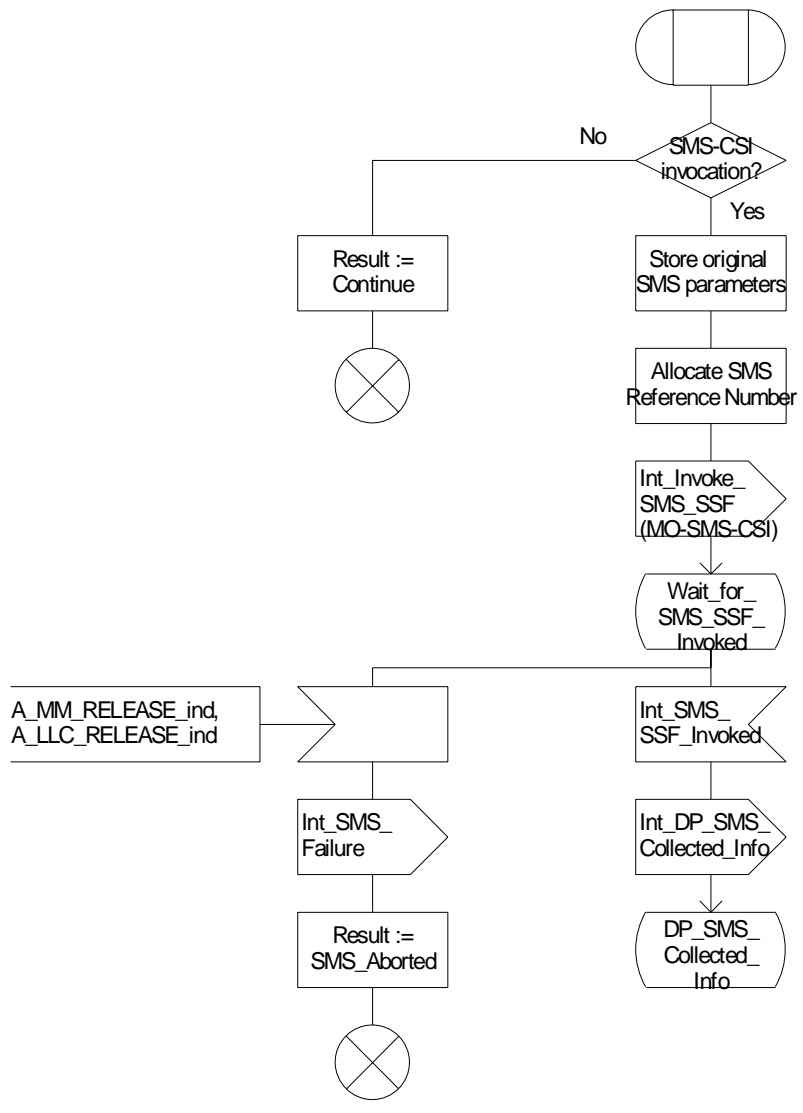 No
SMS-CSI
invocation?
Yes
Result :=
Continue
Store original
SMS parameters
Allocate SMS
Reference Number
Int_Invoke_
SMS_SSF
(MO-SMS-CSI)
Wait_for_
SMS_SSF_
Invoked
A_MM_RELEASE_ind,
A_LLC_RELEASE_ind
Int_SMS_
SSF_Invoked
Int_SMS_
Failure
Int_DP_SMS_
Collected_Info
Result :=
SMS_Aborted
DP_SMS_
Collected_
Info